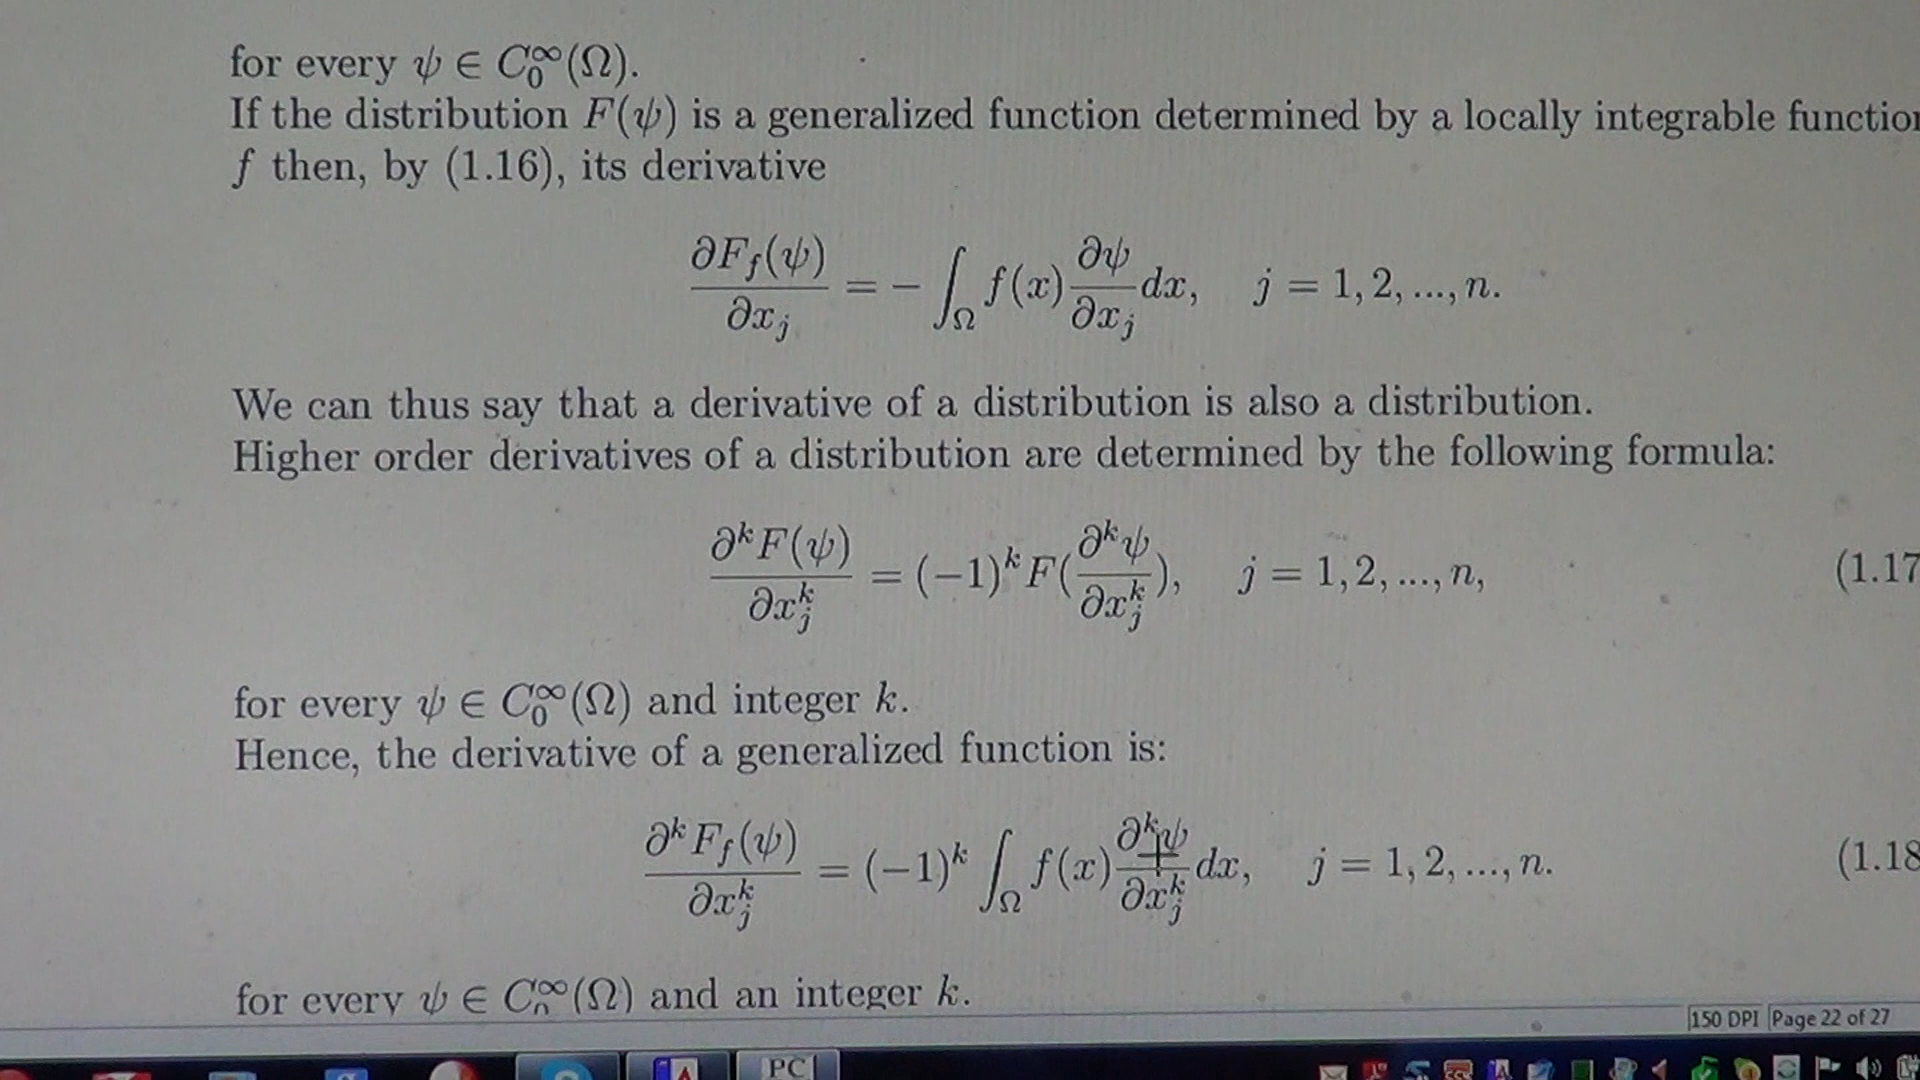 for every ψ ∈ C₀^∞(Ω).
If the distribution F(ψ) is a generalized function determined by a locally integrable function
f then, by (1.16), its derivative
∂F_f(ψ)/∂x_j = − ∫_Ω f(x) ∂ψ/∂x_j dx, j = 1, 2, ..., n.
We can thus say that a derivative of a distribution is also a distribution.
Higher order derivatives of a distribution are determined by the following formula:
∂^k F(ψ)/∂x_j^k = (−1)^k F(∂^k ψ/∂x_j^k), j = 1, 2, ..., n, (1.17
for every ψ ∈ C₀^∞(Ω) and integer k.
Hence, the derivative of a generalized function is:
∂^k F_f(ψ)/∂x_j^k = (−1)^k ∫_Ω f(x) ∂^k ψ/∂x_j^k dx, j = 1, 2, ..., n. (1.18
for every ψ ∈ C₀^∞(Ω) and an integer k.
150 DPI Page 22 of 27
PC